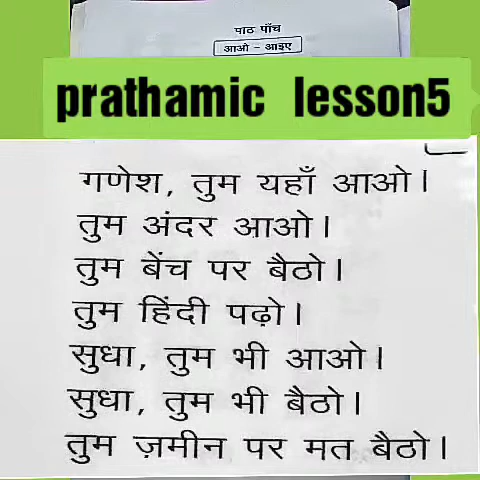 पाठ पाँच
आओ - आइए
prathamic lesson5
गणेश, तुम यहाँ आओ।
तुम अंदर आओ।
तुम बेंच पर बैठो।
तुम हिंदी पढ़ो।
सुधा, तुम भी आओ।
सुधा, तुम भी बैठो।
तुम ज़मीन पर मत बैठो।